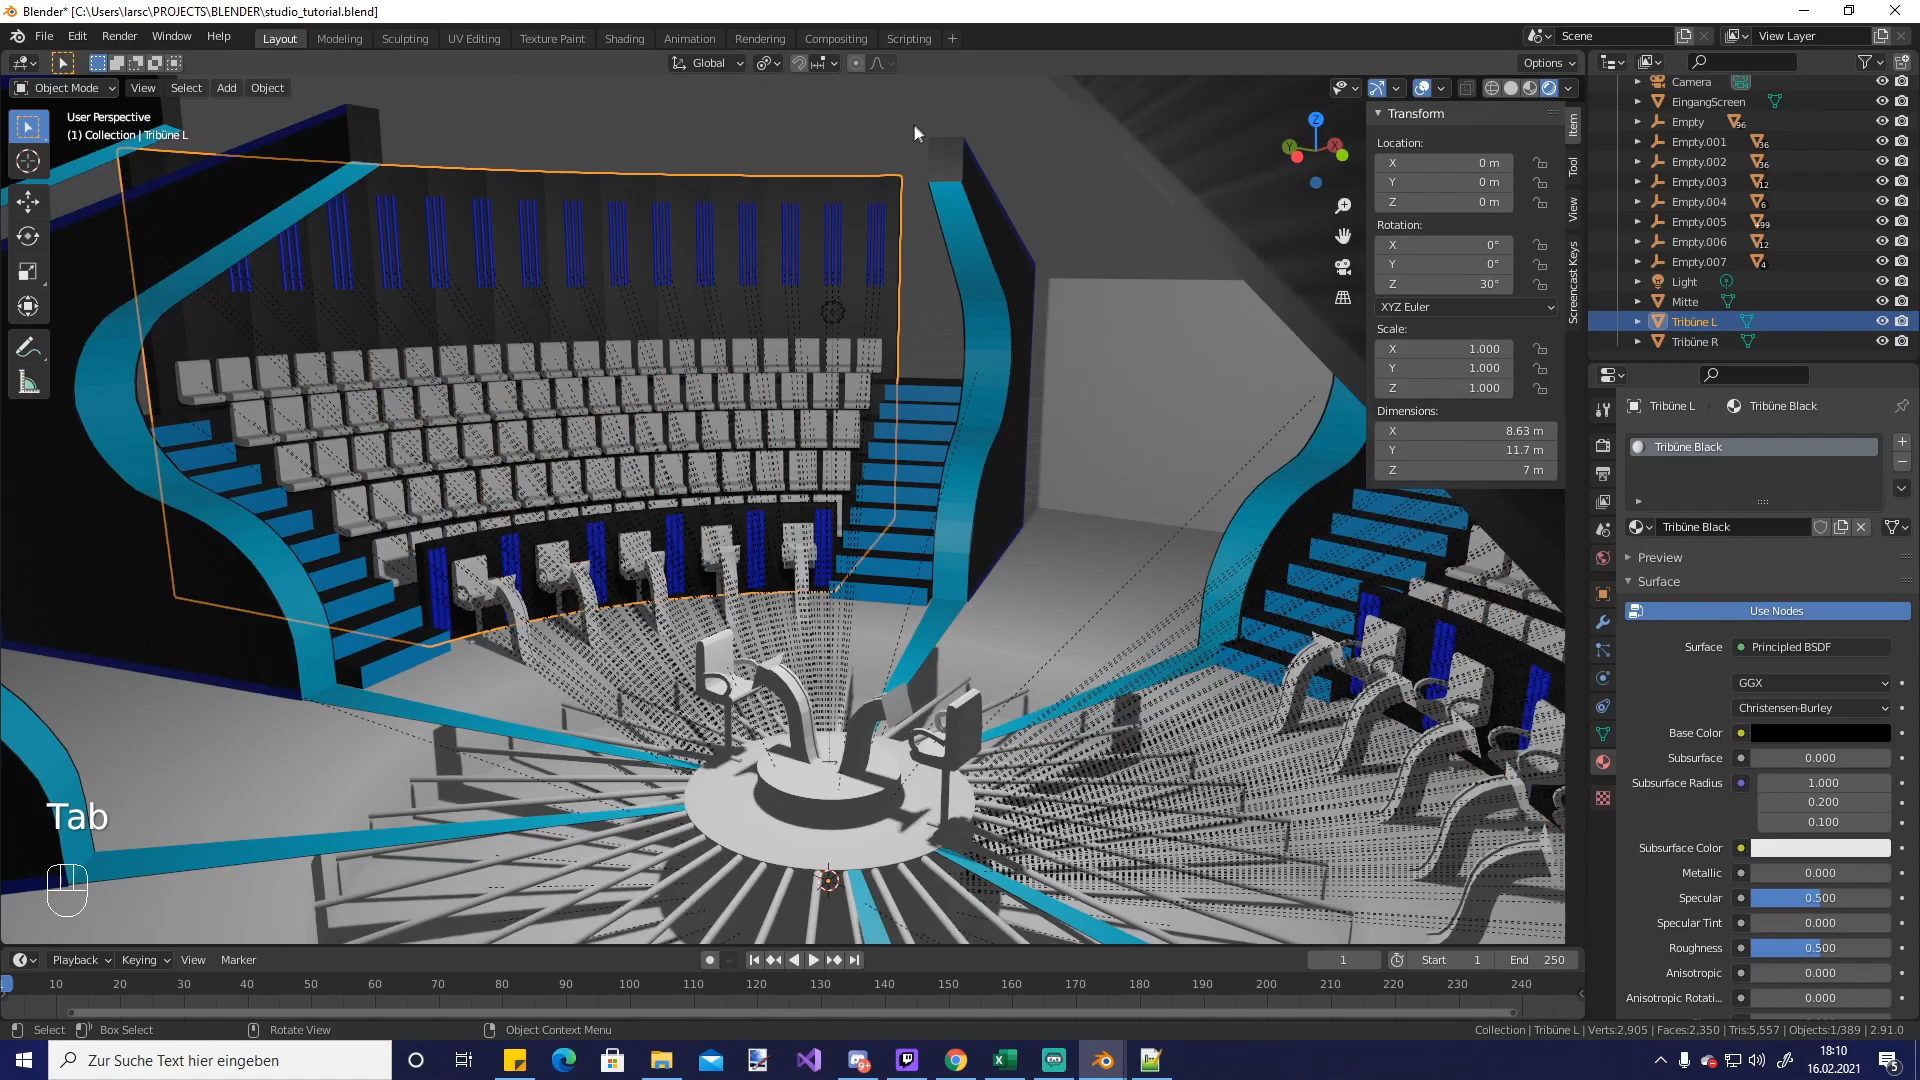 Blender* [C:\Users\larsc\PROJECTS\BLENDER\studio_tutorial.blend]
File Edit Render Window Help
Layout Modeling Sculpting UV Editing Texture Paint Shading Animation Rendering Compositing Scripting
Scene
View Layer
Global
Options
Object Mode View Select Add Object
User Perspective
(1) Collection | Tribüne L
Transform
Location:
X 0 m
Y 0 m
Z 0 m
Rotation:
X 0°
Y 0°
Z 30°
XYZ Euler
Scale:
X 1.000
Y 1.000
Z 1.000
Dimensions:
X 8.63 m
Y 11.7 m
Z 7 m
Item
Tool
View
Screencast Keys
Camera
EingangScreen
Empty 96
Empty.001 36
Empty.002 36
Empty.003 12
Empty.004 6
Empty.005 +99
Empty.006 12
Empty.007 4
Light
Mitte
Tribüne L
Tribüne R
Tribüne L Tribüne Black
Tribüne Black
Tribüne Black
Preview
Surface
Use Nodes
Surface Principled BSDF
GGX
Christensen-Burley
Base Color
Subsurface 0.000
Subsurface Radius 1.000
0.200
0.100
Subsurface Color
Metallic 0.000
Specular 0.500
Specular Tint 0.000
Roughness 0.500
Anisotropic 0.000
Anisotropic Rotati... 0.000
Tab
Playback Keying View Marker
1
Start 1
End 250
10 20 30 40 50 60 70 80 90 100 110 120 130 140 150 160 170 180 190 200 210 220 230 240
Select Box Select Rotate View Object Context Menu
Collection | Tribüne L | Verts:2,905 | Faces:2,350 | Tris:5,557 | Objects:1/389 | 2.91.0
Zur Suche Text hier eingeben
18:10
16.02.2021
5